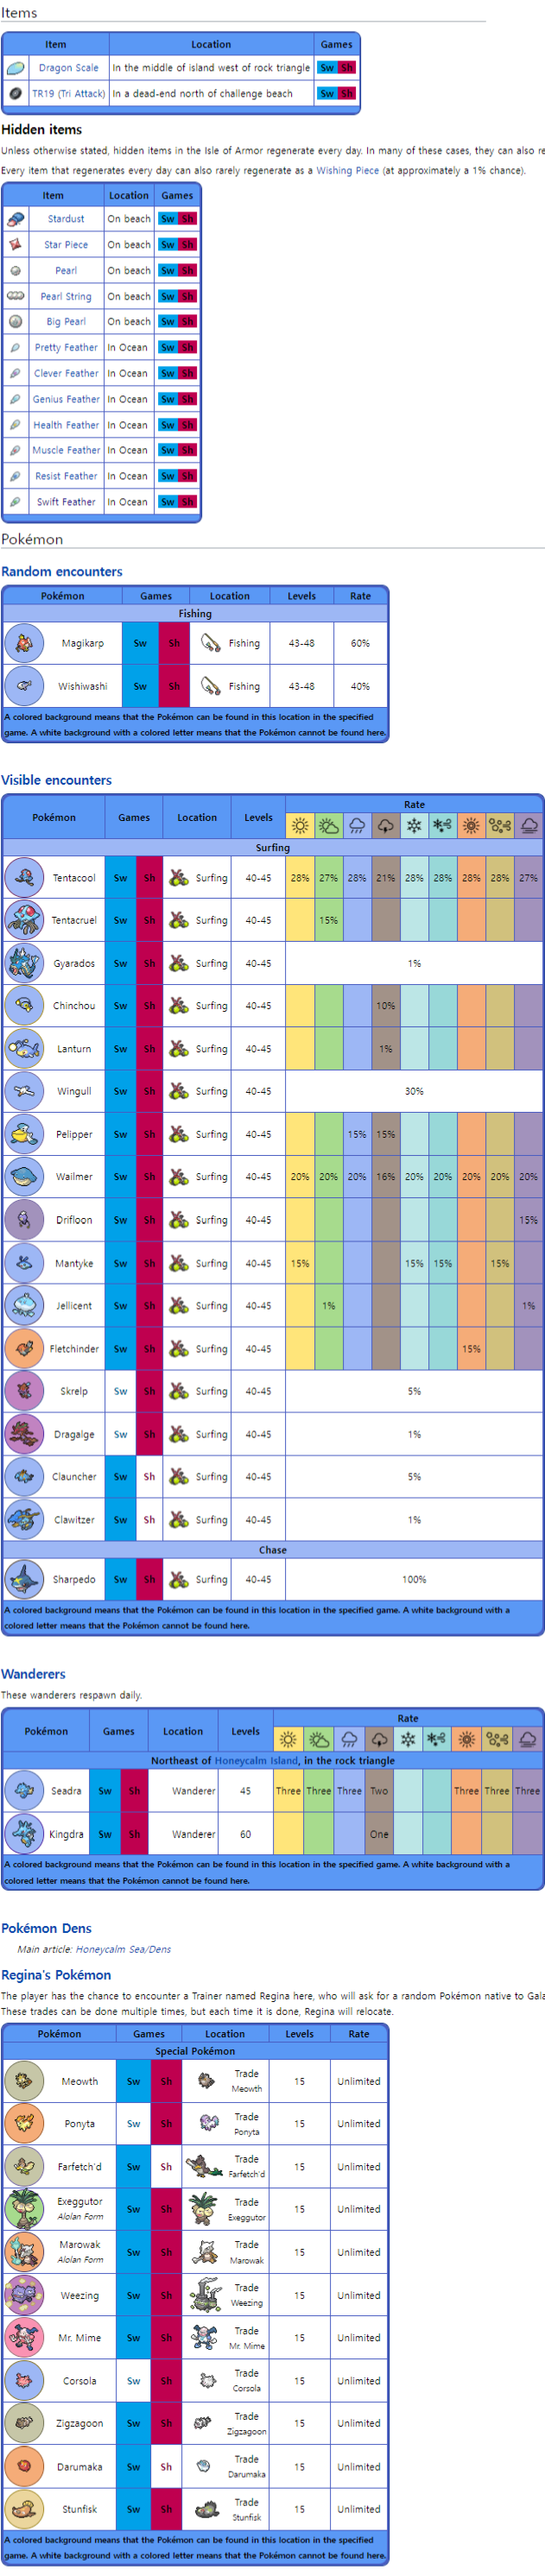 Items
Item Location Games
Dragon Scale In the middle of island west of rock triangle Sw Sh
TR19 (Tri Attack) In a dead-end north of challenge beach Sw Sh
Hidden items
Unless otherwise stated, hidden items in the Isle of Armor regenerate every day. In many of these cases, they can also re
Every item that regenerates every day can also rarely regenerate as a Wishing Piece (at approximately a 1% chance).
Item Location Games
Stardust On beach Sw Sh
Star Piece On beach Sw Sh
Pearl On beach Sw Sh
Pearl String On beach Sw Sh
Big Pearl On beach Sw Sh
Pretty Feather In Ocean Sw Sh
Clever Feather In Ocean Sw Sh
Genius Feather In Ocean Sw Sh
Health Feather In Ocean Sw Sh
Muscle Feather In Ocean Sw Sh
Resist Feather In Ocean Sw Sh
Swift Feather In Ocean Sw Sh
Pokémon
Random encounters
Pokémon Games Location Levels Rate
Fishing
Magikarp Sw Sh Fishing 43-48 60%
Wishiwashi Sw Sh Fishing 43-48 40%
A colored background means that the Pokémon can be found in this location in the specified
game. A white background with a colored letter means that the Pokémon cannot be found here.
Visible encounters
Pokémon Games Location Levels Rate
Surfing
Tentacool Sw Sh Surfing 40-45 28% 27% 28% 21% 28% 28% 28% 28% 27%
Tentacruel Sw Sh Surfing 40-45 15%
Gyarados Sw Sh Surfing 40-45 1%
Chinchou Sw Sh Surfing 40-45 10%
Lanturn Sw Sh Surfing 40-45 1%
Wingull Sw Sh Surfing 40-45 30%
Pelipper Sw Sh Surfing 40-45 15% 15%
Wailmer Sw Sh Surfing 40-45 20% 20% 20% 16% 20% 20% 20% 20% 20%
Drifloon Sw Sh Surfing 40-45 15%
Mantyke Sw Sh Surfing 40-45 15% 15% 15% 15%
Jellicent Sw Sh Surfing 40-45 1% 1%
Fletchinder Sw Sh Surfing 40-45 15%
Skrelp Sw Sh Surfing 40-45 5%
Dragalge Sw Sh Surfing 40-45 1%
Clauncher Sw Sh Surfing 40-45 5%
Clawitzer Sw Sh Surfing 40-45 1%
Chase
Sharpedo Sw Sh Surfing 40-45 100%
A colored background means that the Pokémon can be found in this location in the specified game. A white background with a
colored letter means that the Pokémon cannot be found here.
Wanderers
These wanderers respawn daily.
Pokémon Games Location Levels Rate
Northeast of Honeycalm Island, in the rock triangle
Seadra Sw Sh Wanderer 45 Three Three Three Two Three Three Three
Kingdra Sw Sh Wanderer 60 One
A colored background means that the Pokémon can be found in this location in the specified game. A white background with a
colored letter means that the Pokémon cannot be found here.
Pokémon Dens
Main article: Honeycalm Sea/Dens
Regina's Pokémon
The player has the chance to encounter a Trainer named Regina here, who will ask for a random Pokémon native to Gala
These trades can be done multiple times, but each time it is done, Regina will relocate.
Pokémon Games Location Levels Rate
Special Pokémon
Meowth Sw Sh Trade Meowth 15 Unlimited
Ponyta Sw Sh Trade Ponyta 15 Unlimited
Farfetch'd Sw Sh Trade Farfetch'd 15 Unlimited
Exeggutor Alolan Form Sw Sh Trade Exeggutor 15 Unlimited
Marowak Alolan Form Sw Sh Trade Marowak 15 Unlimited
Weezing Sw Sh Trade Weezing 15 Unlimited
Mr. Mime Sw Sh Trade Mr. Mime 15 Unlimited
Corsola Sw Sh Trade Corsola 15 Unlimited
Zigzagoon Sw Sh Trade Zigzagoon 15 Unlimited
Darumaka Sw Sh Trade Darumaka 15 Unlimited
Stunfisk Sw Sh Trade Stunfisk 15 Unlimited
A colored background means that the Pokémon can be found in this location in the specified
game. A white background with a colored letter means that the Pokémon cannot be found here.